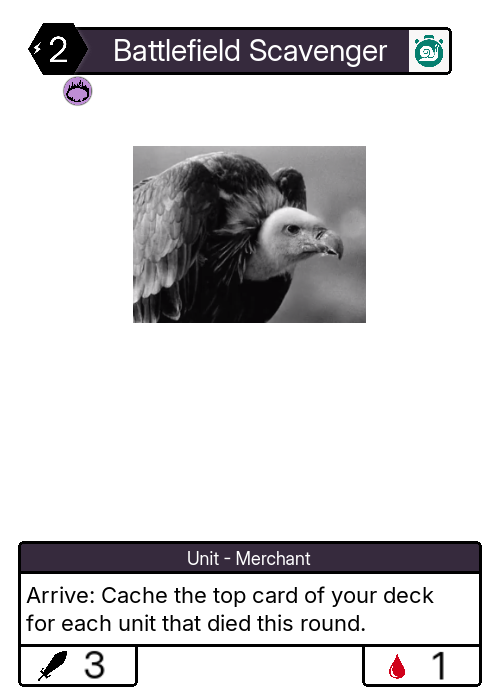 2
Battlefield Scavenger
Unit - Merchant
Arrive: Cache the top card of your deck
for each unit that died this round.
3
1